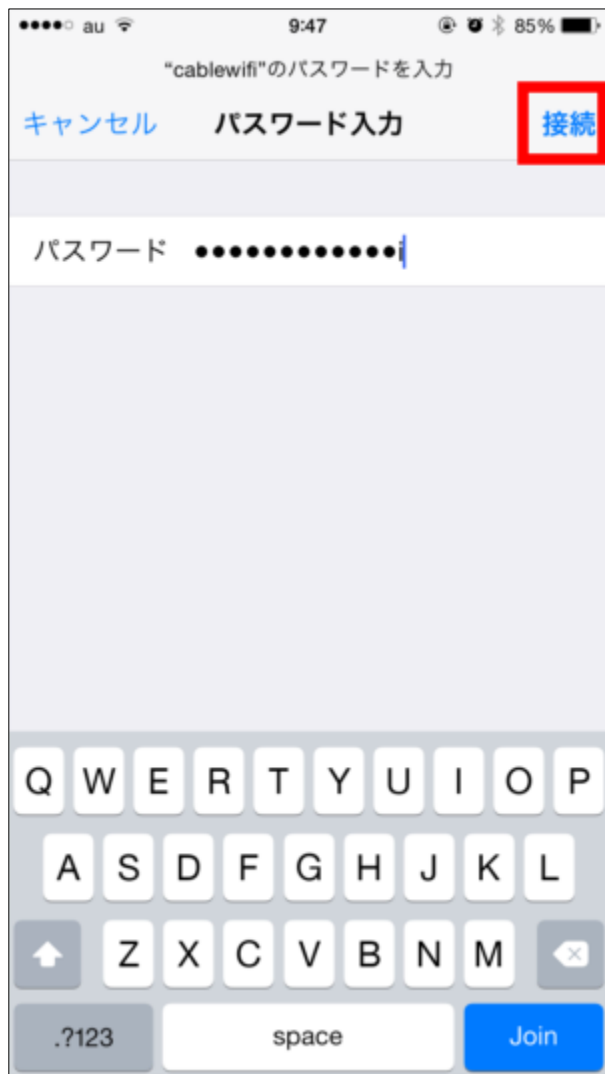 ●●●●○ au 9:47 85%
“cablewifi"のパスワードを入力
キャンセル パスワード入力 接続
パスワード ●●●●●●●●●●●●i
Q W E R T Y U I O P
A S D F G H J K L
Z X C V B N M
.?123 space Join